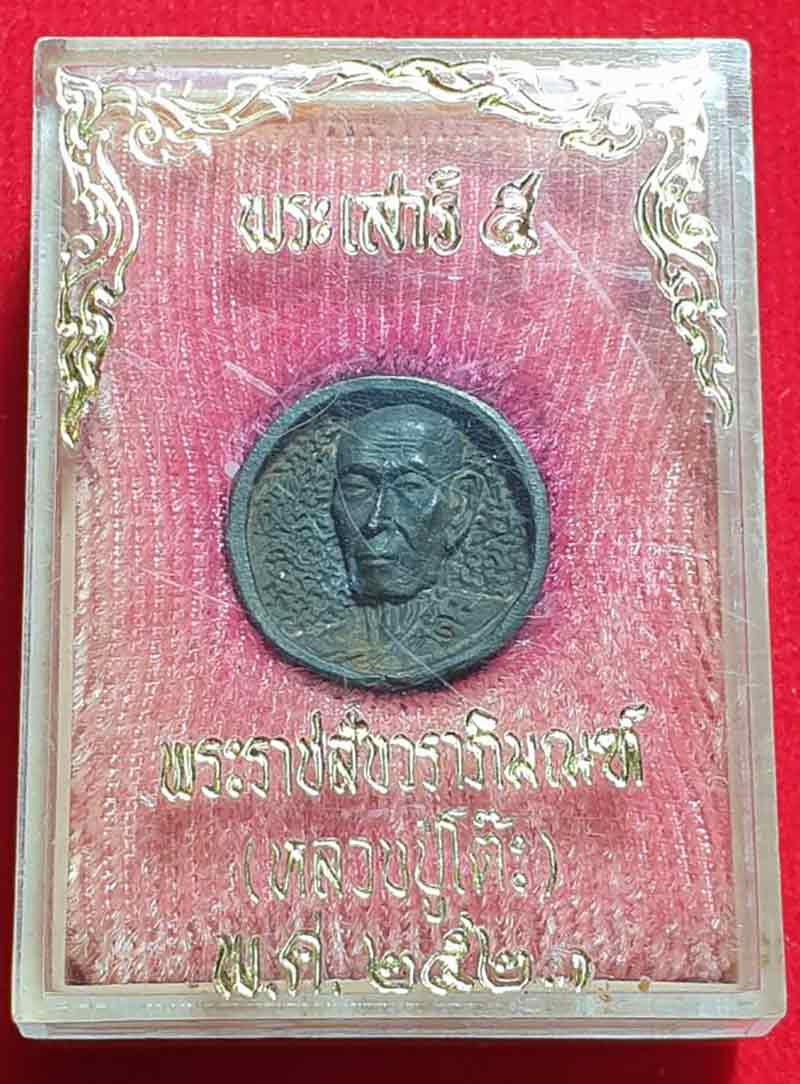 พระเสาร์ ๕
พระราชสังวราภิมณฑ์
(หลวงปู่โต๊ะ)
พ.ศ. ๒๕๒๑